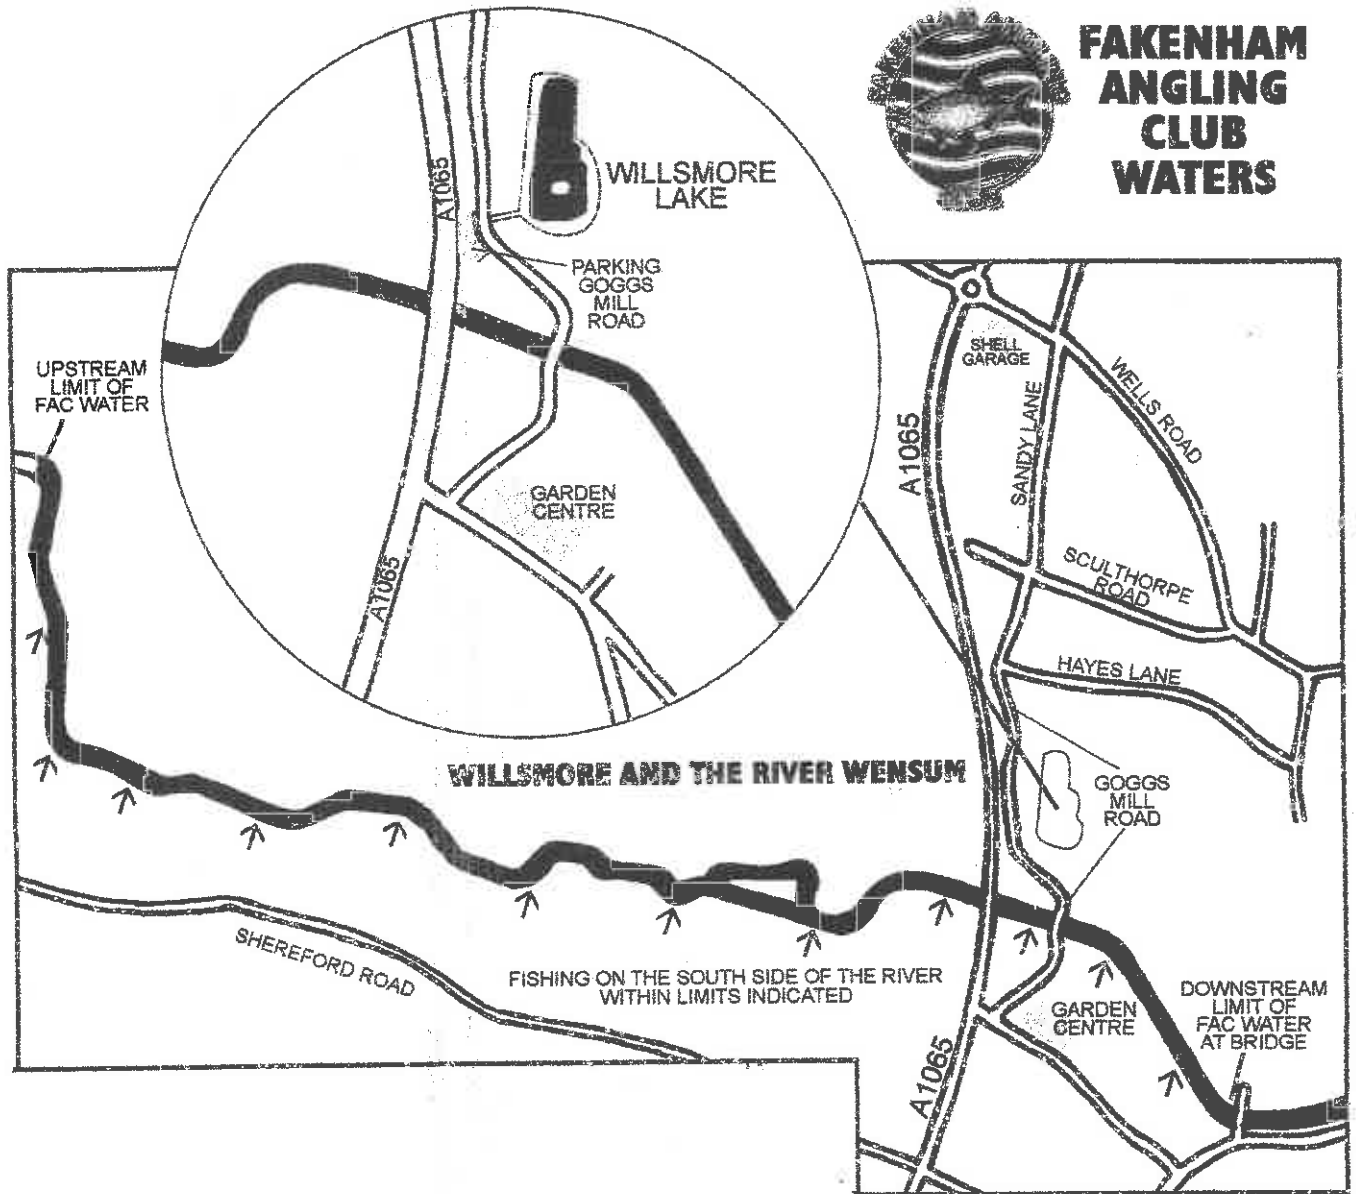 FAKENHAM
ANGLING
CLUB
WATERS
A1065
WILLSMORE
LAKE
PARKING
GOGGS
MILL
ROAD
GARDEN
CENTRE
A1065
UPSTREAM
LIMIT OF
FAC WATER
SHELL
GARAGE
WELLS ROAD
SANDY LANE
A1065
SCULTHORPE
ROAD
HAYES LANE
WILLSMORE AND THE RIVER WENSUM
GOGGS
MILL
ROAD
SHEREFORD ROAD
FISHING ON THE SOUTH SIDE OF THE RIVER
WITHIN LIMITS INDICATED
GARDEN
CENTRE
DOWNSTREAM
LIMIT OF
FAC WATER
AT BRIDGE
A1065